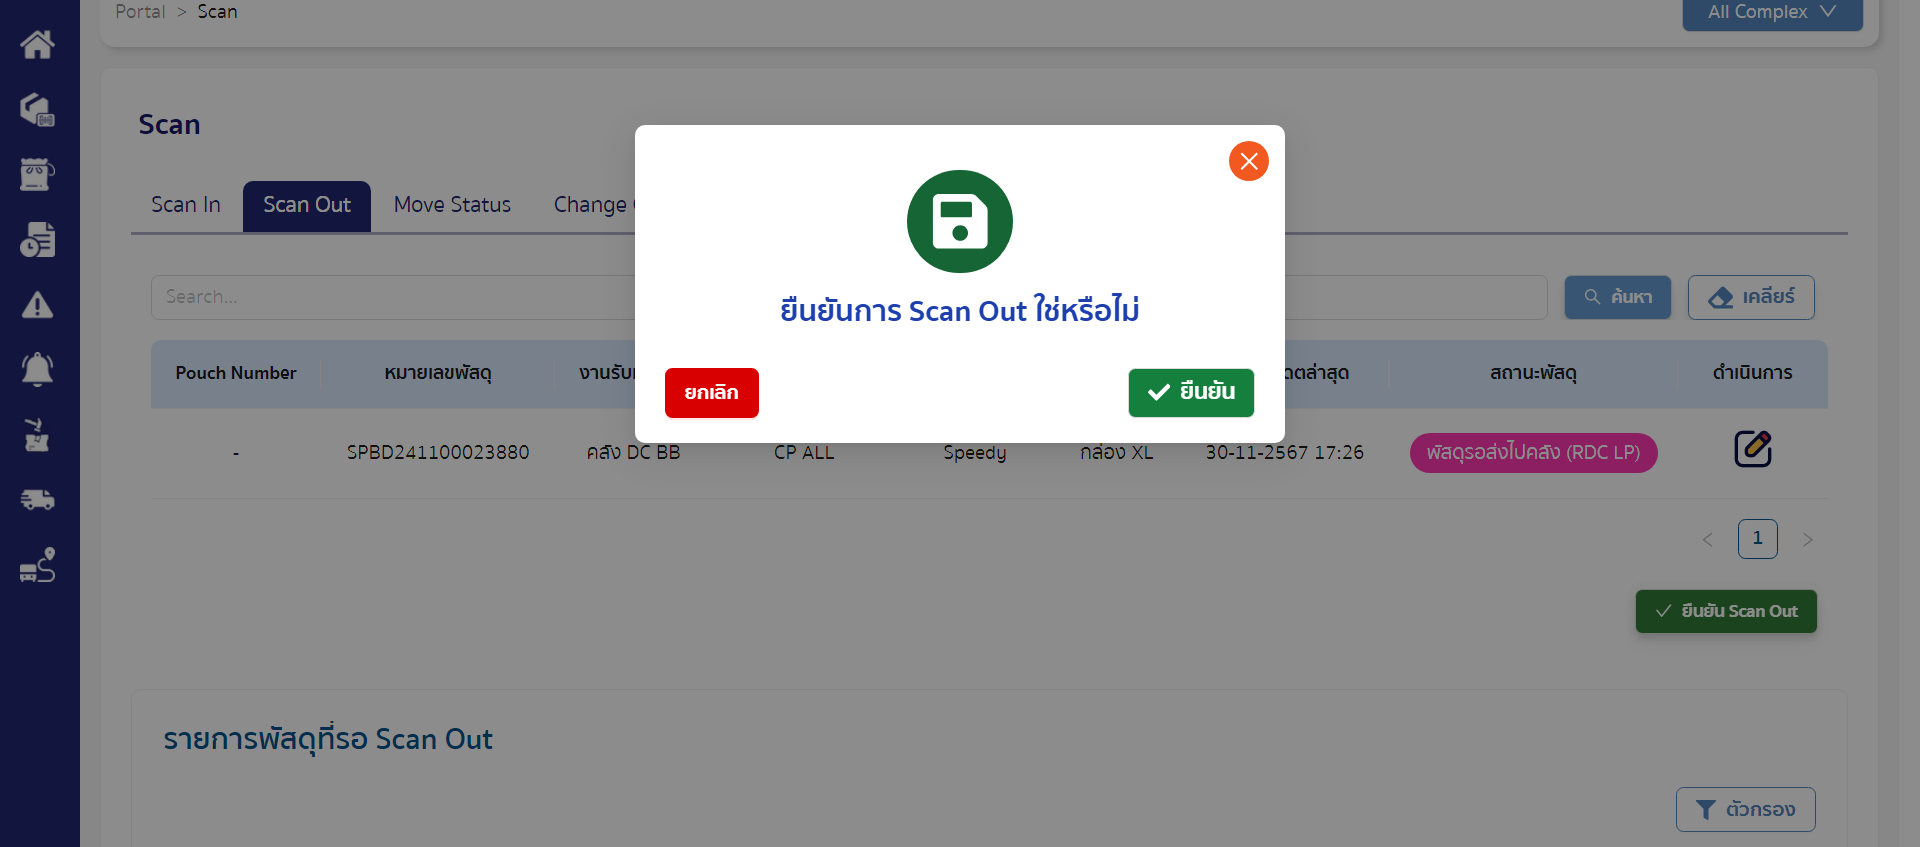 Portal > Scan
All Complex
Scan
Scan In
Scan Out
Move Status
Change
Search...
ค้นหา
เคลียร์
ยืนยันการ Scan Out ใช่หรือไม่
ยกเลิก
ยืนยัน
Pouch Number
หมายเลขพัสดุ
ล่าสุด
สถานะพัสดุ
ดำเนินการ
-
SPBD241100023880
คลัง DC BB
CP ALL
Speedy
กล่อง XL
30-11-2567 17:26
พัสดุรอส่งไปคลัง (RDC LP)
1
ยืนยัน Scan Out
รายการพัสดุที่รอ Scan Out
ตัวกรอง